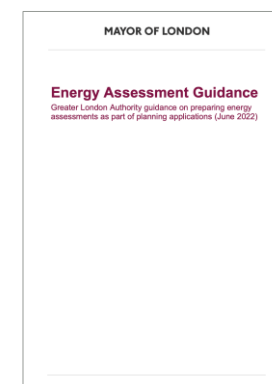 MAYOR OF LONDON
Energy Assessment Guidance
Greater London Authority guidance on preparing energy
assessments as part of planning applications (June 2022)